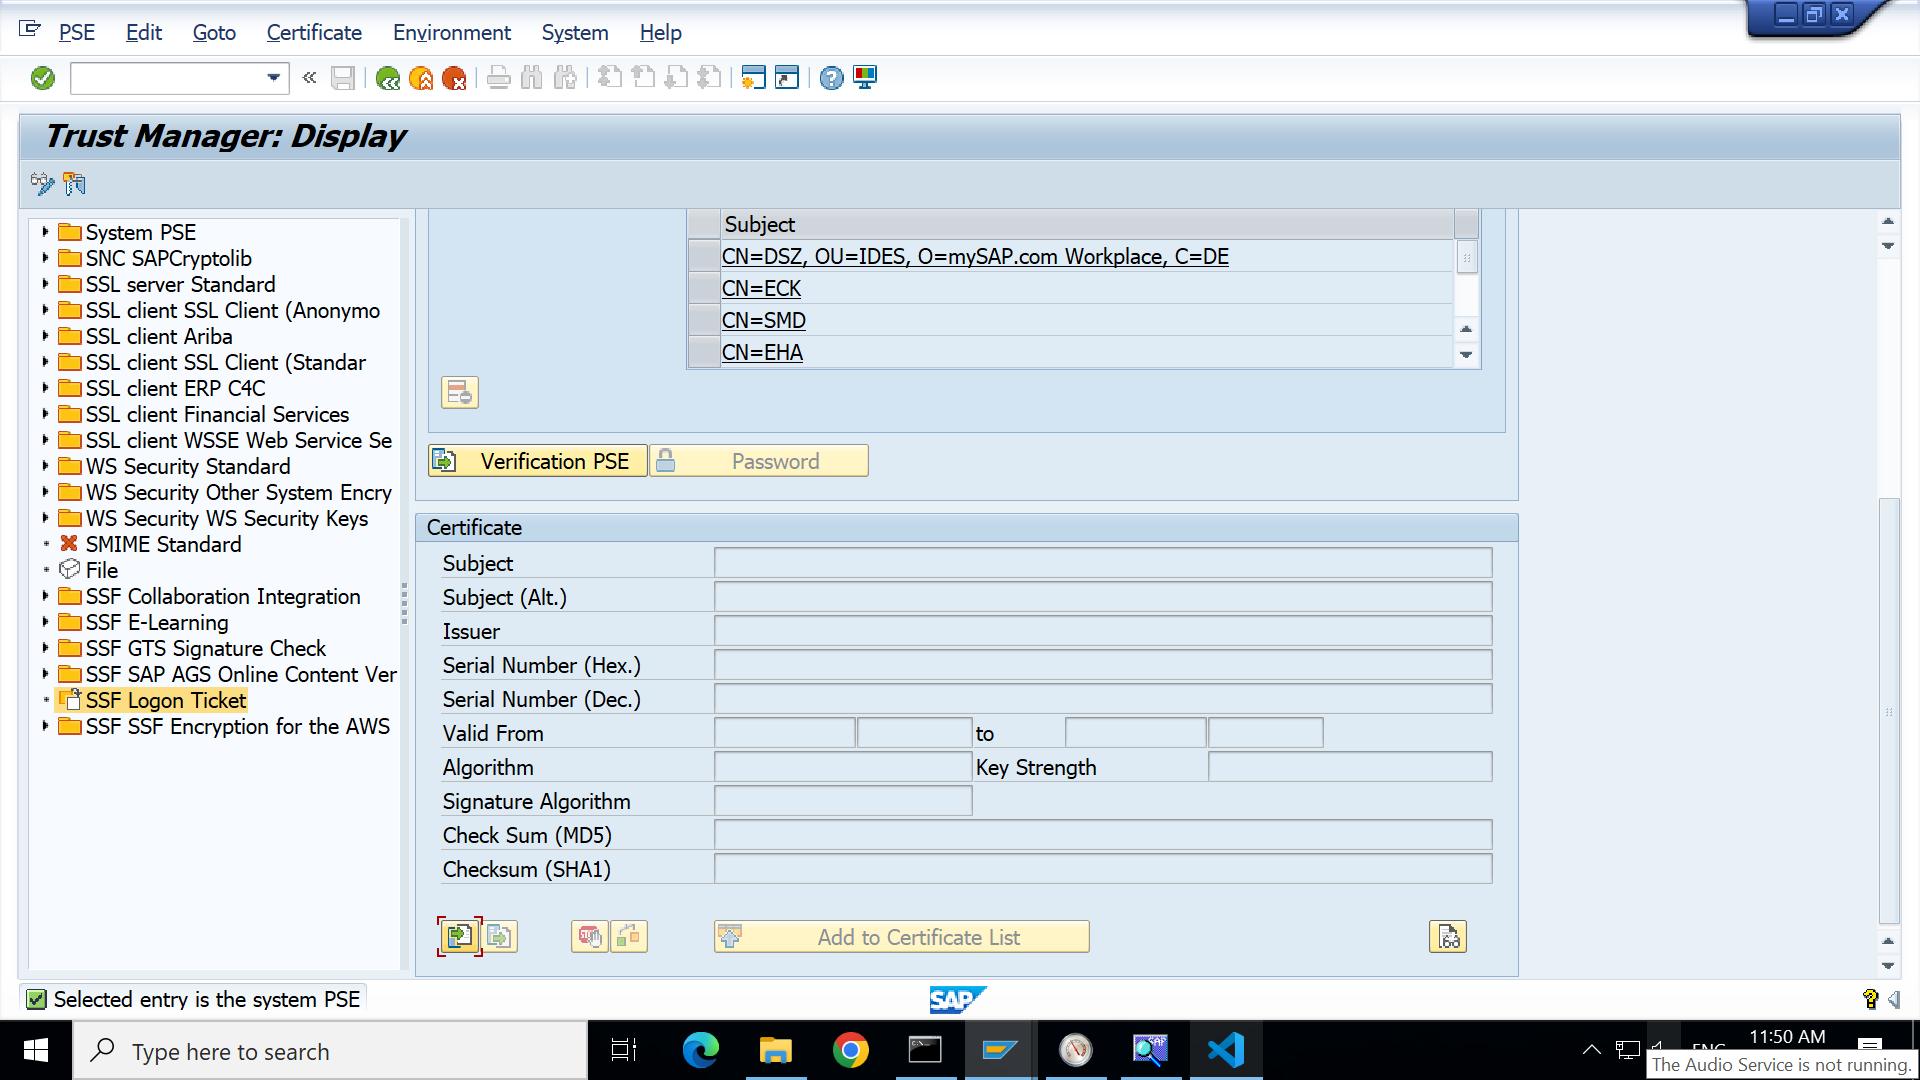 PSE Edit Goto Certificate Environment System Help
Trust Manager: Display
System PSE
SNC SAPCryptolib
SSL server Standard
SSL client SSL Client (Anonymo
SSL client Ariba
SSL client SSL Client (Standar
SSL client ERP C4C
SSL client Financial Services
SSL client WSSE Web Service Se
WS Security Standard
WS Security Other System Encry
WS Security WS Security Keys
SMIME Standard
File
SSF Collaboration Integration
SSF E-Learning
SSF GTS Signature Check
SSF SAP AGS Online Content Ver
SSF Logon Ticket
SSF SSF Encryption for the AWS
Subject
CN=DSZ, OU=IDES, O=mySAP.com Workplace, C=DE
CN=ECK
CN=SMD
CN=EHA
Verification PSE Password
Certificate
Subject
Subject (Alt.)
Issuer
Serial Number (Hex.)
Serial Number (Dec.)
Valid From to
Algorithm Key Strength
Signature Algorithm
Check Sum (MD5)
Checksum (SHA1)
Add to Certificate List
Selected entry is the system PSE
SAP
Type here to search
11:50 AM
The Audio Service is not running.